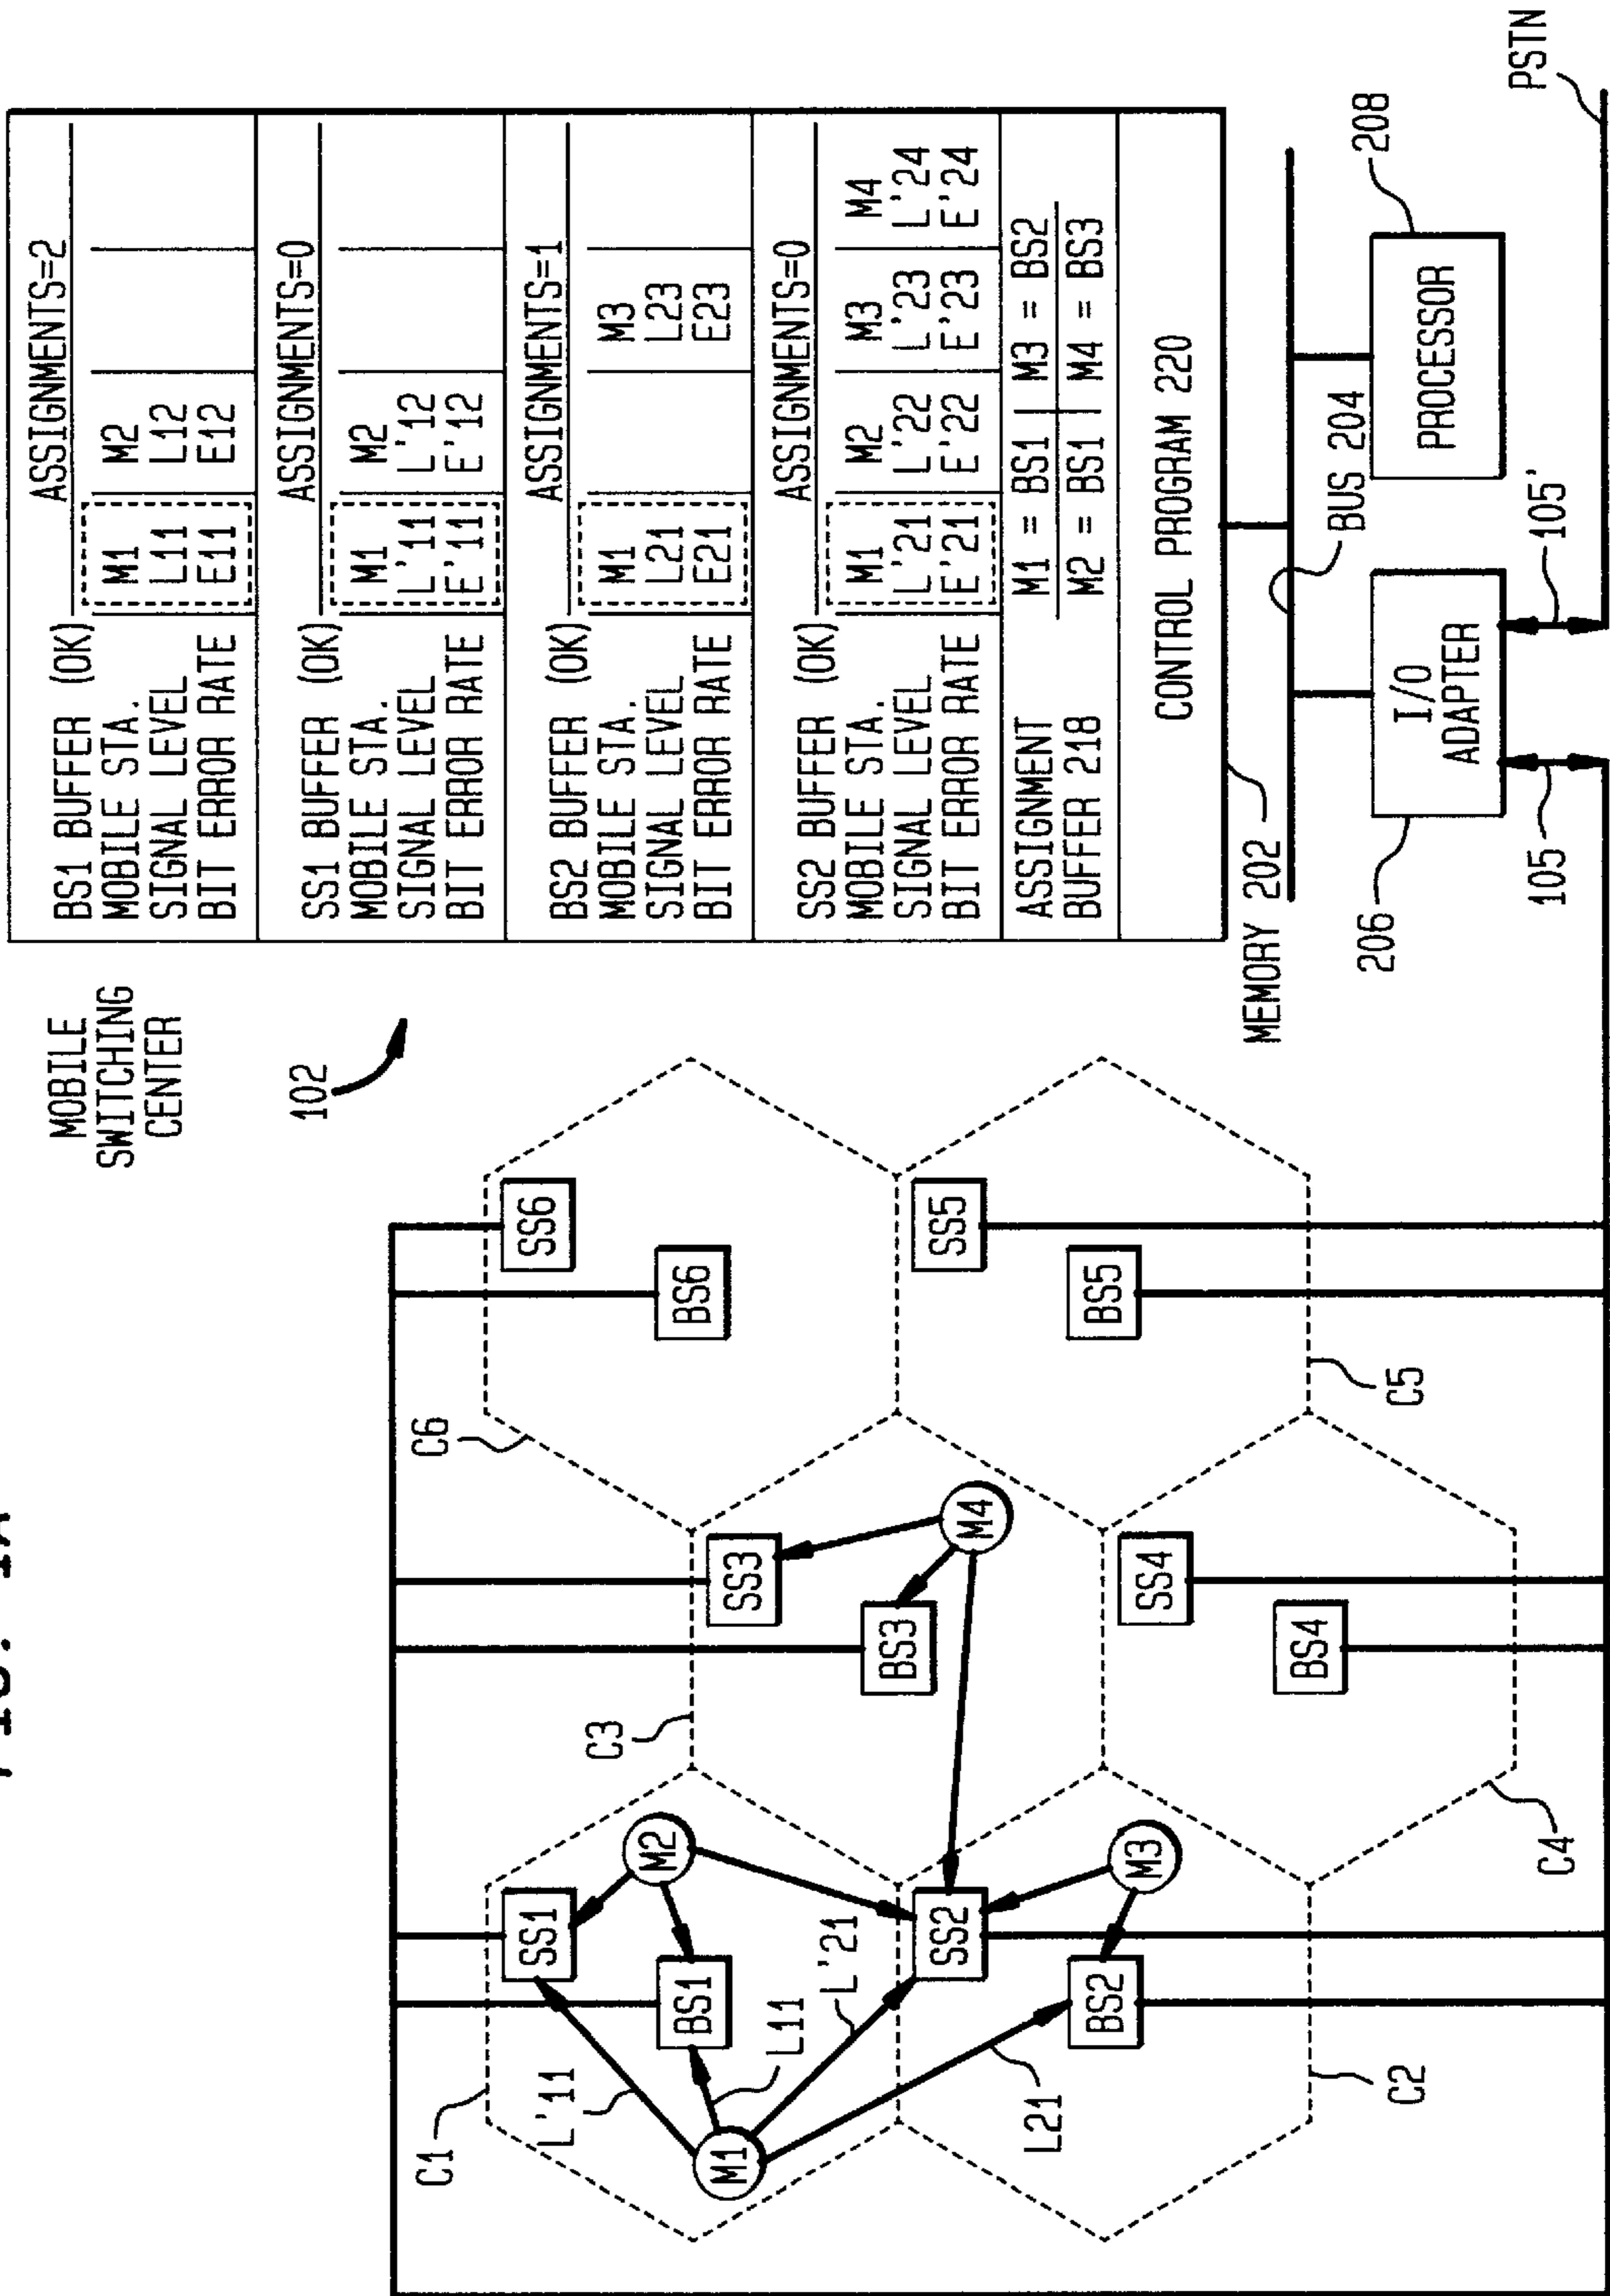 MOBILE
SWITCHING
CENTER
102
BS1 BUFFER (OK) ASSIGNMENTS=2
MOBILE STA. M1 M2
SIGNAL LEVEL L11 L12
BIT ERROR RATE E11 E12
SS1 BUFFER (OK) ASSIGNMENTS=0
MOBILE STA. M1 M2
SIGNAL LEVEL L'11 L'12
BIT ERROR RATE E'11 E'12
BS2 BUFFER (OK) ASSIGNMENTS=1
MOBILE STA. M1 M3
SIGNAL LEVEL L21 L23
BIT ERROR RATE E21 E23
SS2 BUFFER (OK) ASSIGNMENTS=0
MOBILE STA. M1 M2 M3 M4
SIGNAL LEVEL L'21 L'22 L'23 L'24
BIT ERROR RATE E'21 E'22 E'23 E'24
ASSIGNMENT M1 = BS1 M3 = BS2
BUFFER 218 M2 = BS1 M4 = BS3
CONTROL PROGRAM 220
MEMORY 202
BUS 204
206
I/O
ADAPTER
PROCESSOR
208
105
105'
PSTN
C1
L'11
SS1
BS1
M1
L11
L'21
M2
C6
SS6
BS6
C3
SS3
BS3
M4
SS2
BS2
M3
L21
C2
SS5
BS5
C5
SS4
BS4
C4